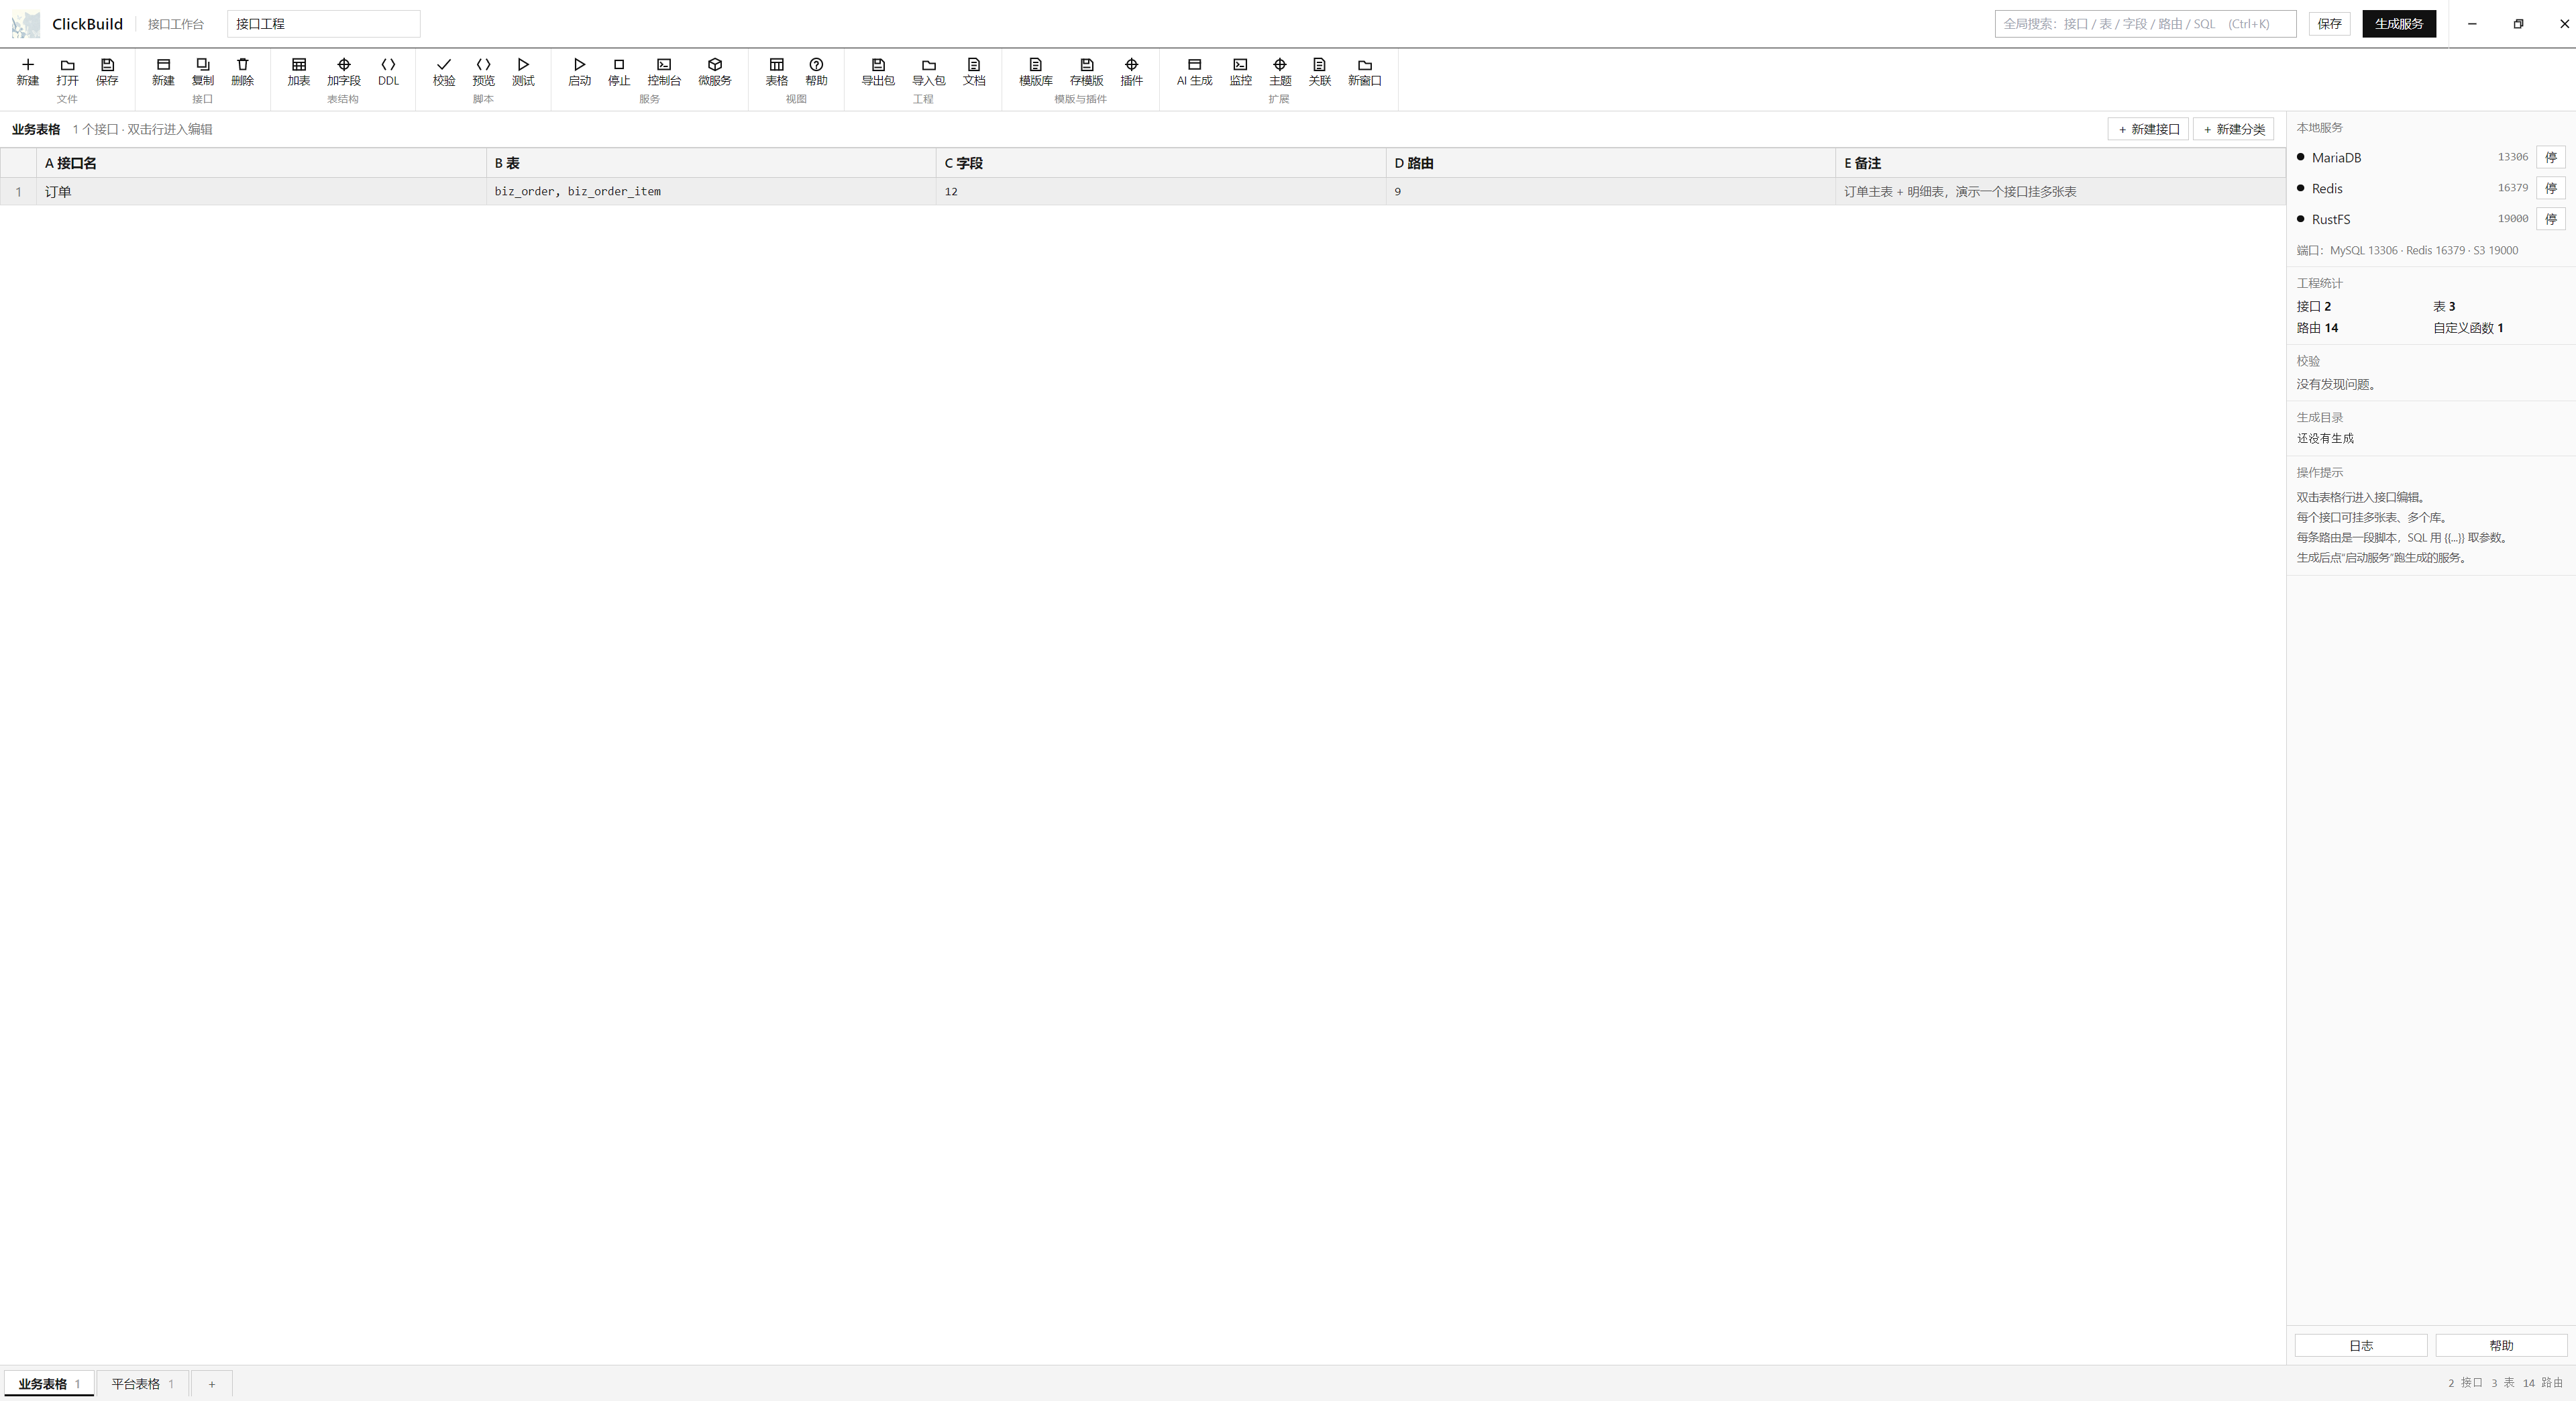 ClickBuild 接口工作台 接口工程 全局搜索：接口 / 表 / 字段 / 路由 / SQL (Ctrl+K) 保存 生成服务
新建 打开 保存 新建 复制 删除 加表 加字段 DDL 校验 预览 测试 启动 停止 控制台 微服务 表格 帮助 导出包 导入包 文档 模版库 存模版 插件 AI 生成 监控 主题 关联 新窗口
文件 接口 表结构 脚本 服务 视图 工程 模版与插件 扩展
业务表格 1 个接口 · 双击行进入编辑 + 新建接口 + 新建分类
A 接口名 B 表 C 字段 D 路由 E 备注
1 订单 biz_order, biz_order_item 12 9 订单主表 + 明细表，演示一个接口挂多张表
本地服务
MariaDB 13306 停
Redis 16379 停
RustFS 19000 停
端口：MySQL 13306 · Redis 16379 · S3 19000
工程统计
接口 2 表 3
路由 14 自定义函数 1
校验
没有发现问题。
生成目录
还没有生成
操作提示
双击表格行进入接口编辑。
每个接口可挂多张表、多个库。
每条路由是一段脚本，SQL 用 {{...}} 取参数。
生成后点“启动服务”跑生成的服务。
日志 帮助
业务表格 1 平台表格 1 + 2 接口 3 表 14 路由